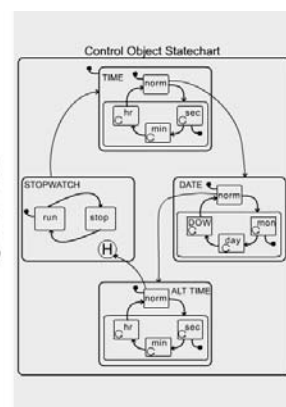 Control Object Statechart
TIME
norm
hr
sec
min
STOPWATCH
run
stop
H
DATE
norm
DOW
mon
day
ALT TIME
norm
hr
sec
min